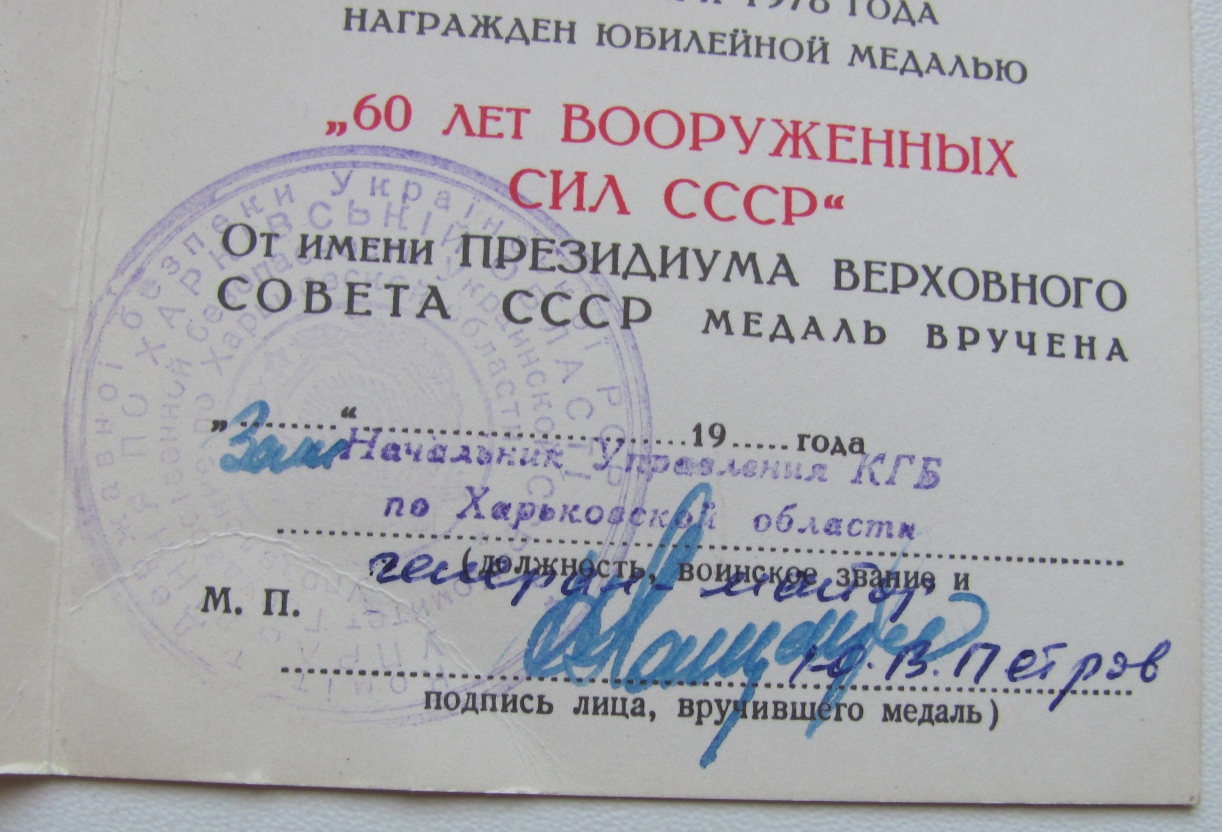 1978 ГОДА
НАГРАЖДЕН ЮБИЛЕЙНОЙ МЕДАЛЬЮ
„60 ЛЕТ ВООРУЖЕННЫХ
СИЛ СССР“
От имени ПРЕЗИДИУМА ВЕРХОВНОГО
СОВЕТА СССР МЕДАЛЬ ВРУЧЕНА
„.......“..............................19.....года
Зам Начальник Управления КГБ
по Харьковской области
(должность, воинское звание и
генерал-майор
М. П.
Ю.В.Петров
подпись лица, вручившего медаль)